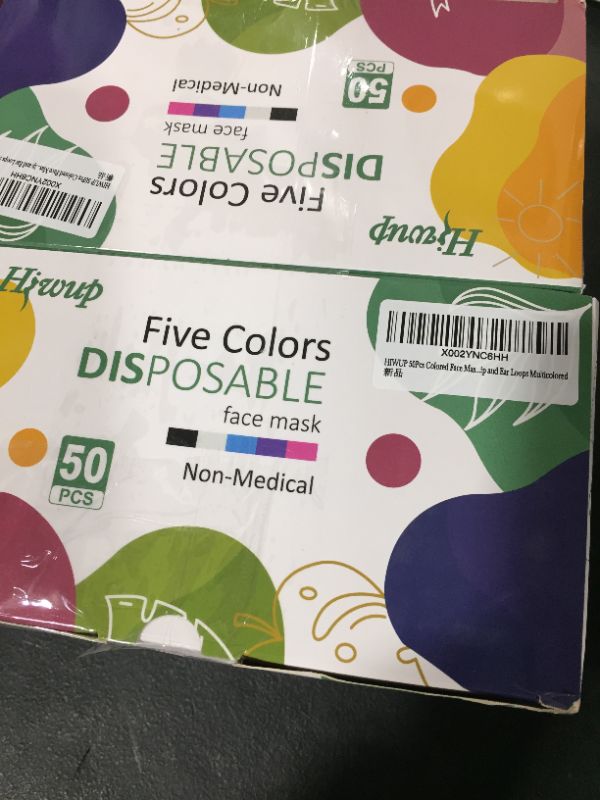 Non-Medical
face mask
DISPOSABLE
Five Colors
50
PCS
Hiwup
X002YNC6HH
Hiwup
Five Colors
DISPOSABLE
face mask
Non-Medical
50
PCS
X002YNC6HH
HIWUP 50Pcs Colored Face Mas...ip and Ear Loops Multicolored
新品